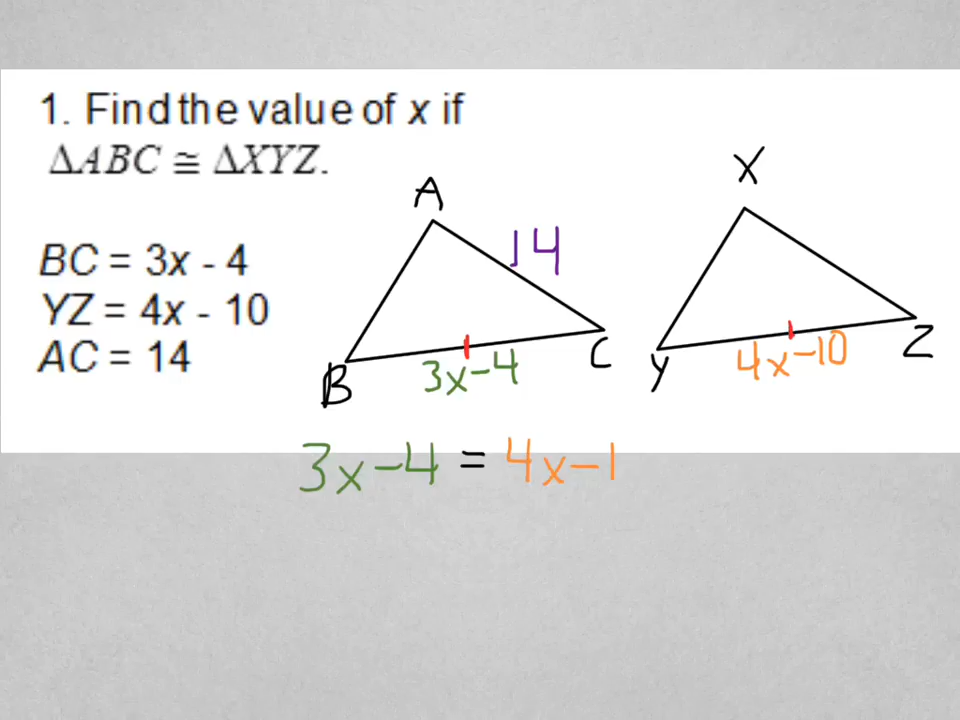 1. Find the value of x if
ΔABC ≅ ΔXYZ.
BC = 3x - 4
YZ = 4x - 10
AC = 14
A
14
B
3x-4
C
X
Y
4x-10
Z
3x-4 = 4x-1